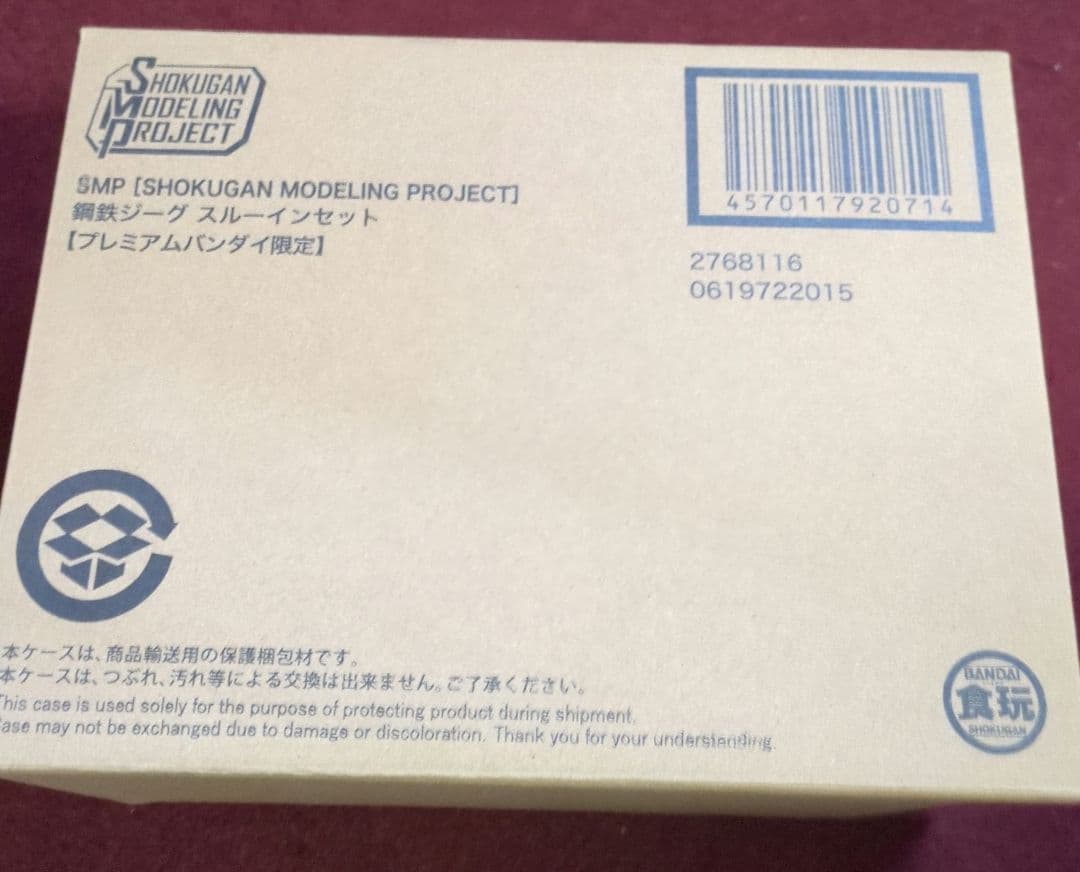 SHOKUGAN
MODELING
PROJECT
SMP [SHOKUGAN MODELING PROJECT]
鋼鉄ジーグ スルーインセット
【プレミアムバンダイ限定】
4570117920714
2768116
0619722015
本ケースは、商品輸送用の保護梱包材です。
本ケースは、つぶれ、汚れ等による交換は出来ません。ご了承ください。
This case is used solely for the purpose of protecting product during shipment.
Case may not be exchanged due to damage or discoloration. Thank you for your understanding.
BANDAI
食玩
SHOKUGAN